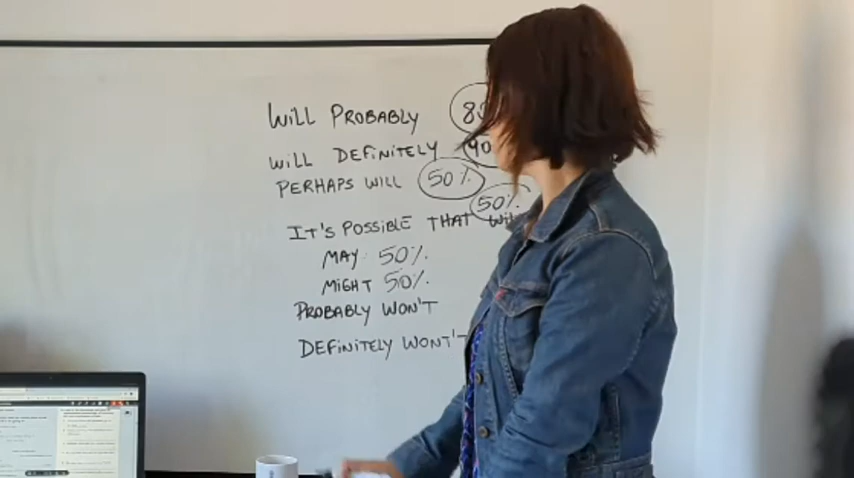 WILL PROBABLY
WILL DEFINITELY
PERHAPS WILL 50%
50%
IT'S POSSIBLE THAT WILL
MAY 50%
MIGHT 50%
PROBABLY WON'T
DEFINITELY WON'T